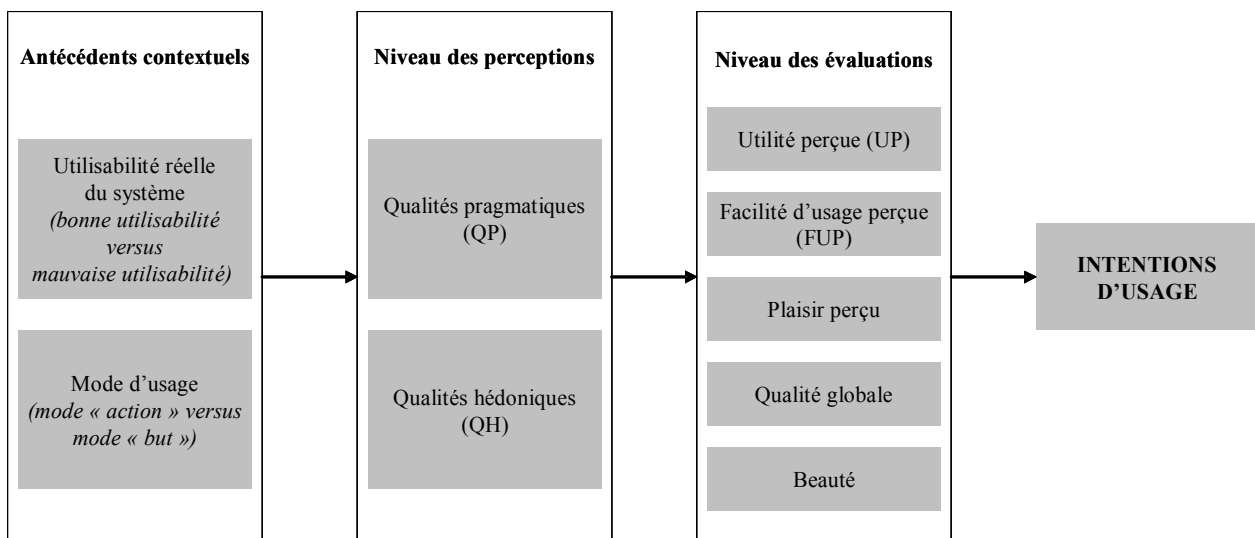 Antécédents contextuels
Utilisabilité réelle
du système
(bonne utilisabilité
versus
mauvaise utilisabilité)
Mode d’usage
(mode « action » versus
mode « but »)
Niveau des perceptions
Qualités pragmatiques
(QP)
Qualités hédoniques
(QH)
Niveau des évaluations
Utilité perçue (UP)
Facilité d’usage perçue
(FUP)
Plaisir perçu
Qualité globale
Beauté
INTENTIONS
D’USAGE